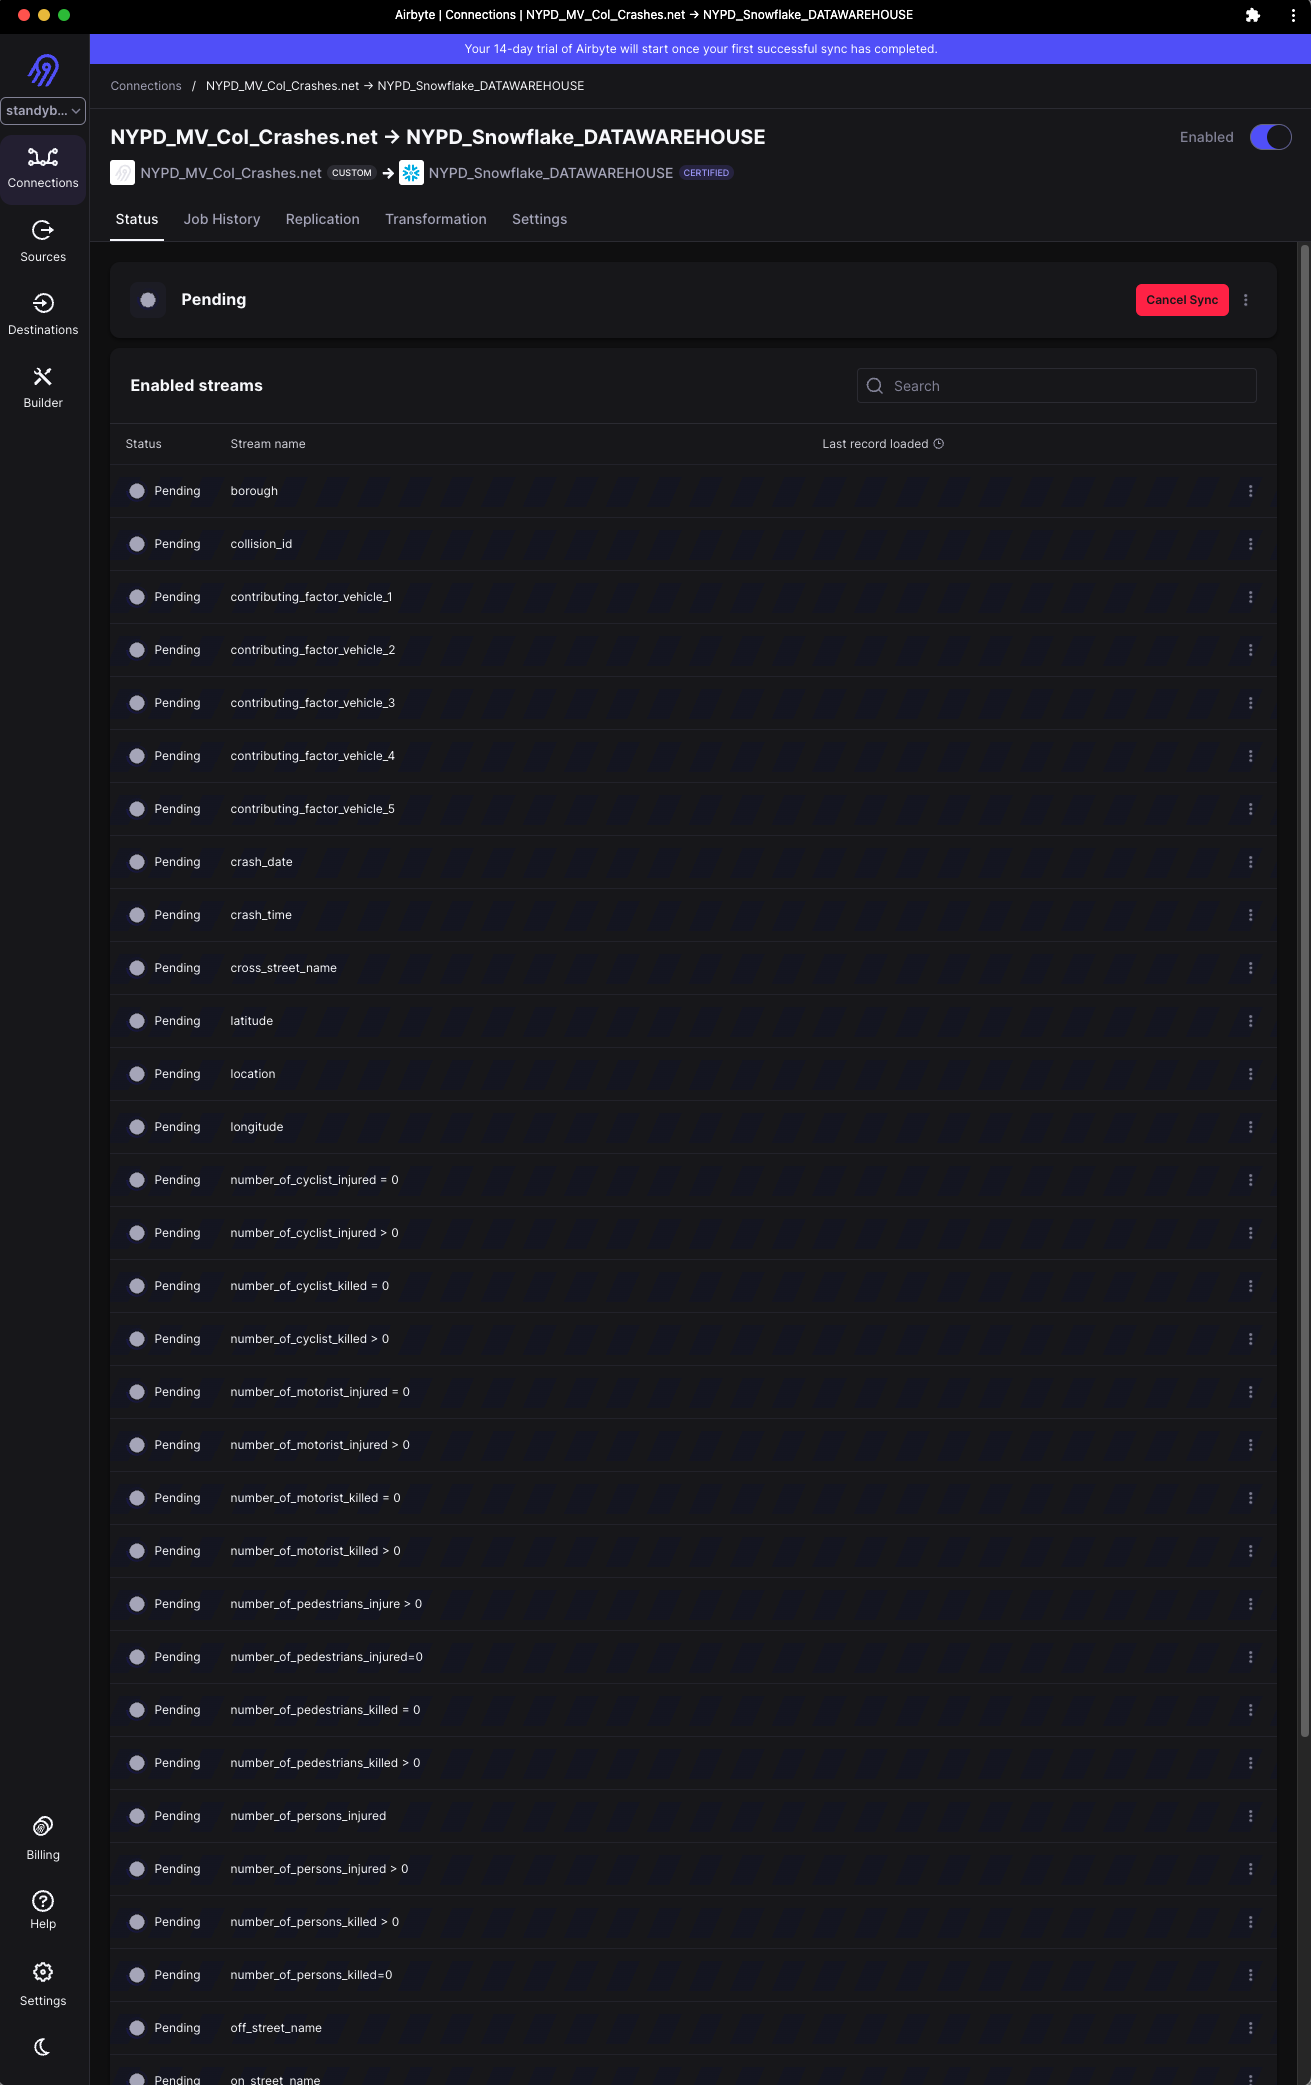 Airbyte | Connections | NYPD_MV_Col_Crashes.net → NYPD_Snowflake_DATAWAREHOUSE
Your 14-day trial of Airbyte will start once your first successful sync has completed.
standyb...
Connections
Sources
Destinations
Builder
Billing
Help
Settings
Connections / NYPD_MV_Col_Crashes.net → NYPD_Snowflake_DATAWAREHOUSE
NYPD_MV_Col_Crashes.net → NYPD_Snowflake_DATAWAREHOUSE
Enabled
NYPD_MV_Col_Crashes.net CUSTOM → NYPD_Snowflake_DATAWAREHOUSE CERTIFIED
Status Job History Replication Transformation Settings
Pending
Cancel Sync
Enabled streams
Search
Status Stream name Last record loaded
Pending borough
Pending collision_id
Pending contributing_factor_vehicle_1
Pending contributing_factor_vehicle_2
Pending contributing_factor_vehicle_3
Pending contributing_factor_vehicle_4
Pending contributing_factor_vehicle_5
Pending crash_date
Pending crash_time
Pending cross_street_name
Pending latitude
Pending location
Pending longitude
Pending number_of_cyclist_injured = 0
Pending number_of_cyclist_injured > 0
Pending number_of_cyclist_killed = 0
Pending number_of_cyclist_killed > 0
Pending number_of_motorist_injured = 0
Pending number_of_motorist_injured > 0
Pending number_of_motorist_killed = 0
Pending number_of_motorist_killed > 0
Pending number_of_pedestrians_injure > 0
Pending number_of_pedestrians_injured=0
Pending number_of_pedestrians_killed = 0
Pending number_of_pedestrians_killed > 0
Pending number_of_persons_injured
Pending number_of_persons_injured > 0
Pending number_of_persons_killed > 0
Pending number_of_persons_killed=0
Pending off_street_name
Pending on_street_name